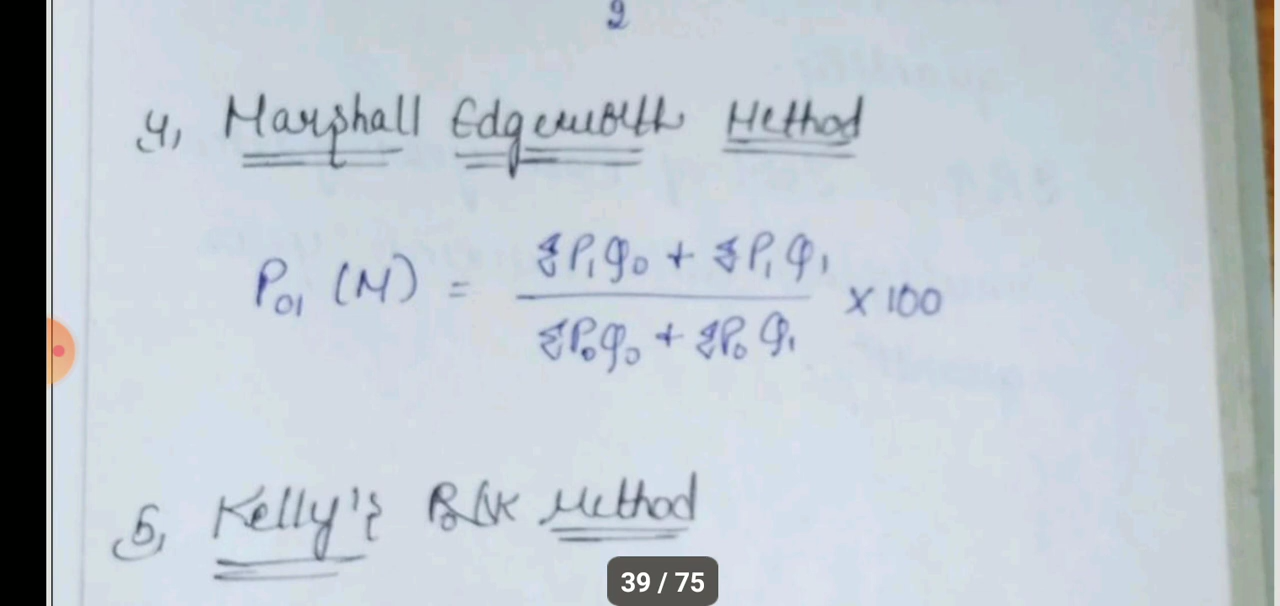 2
4, Marshall Edgeworth Method
P₀₁ (M) = (ΣP₁q₀ + ΣP₁q₁) / (ΣP₀q₀ + ΣP₀q₁) × 100
5, Kelly's Method
39 / 75